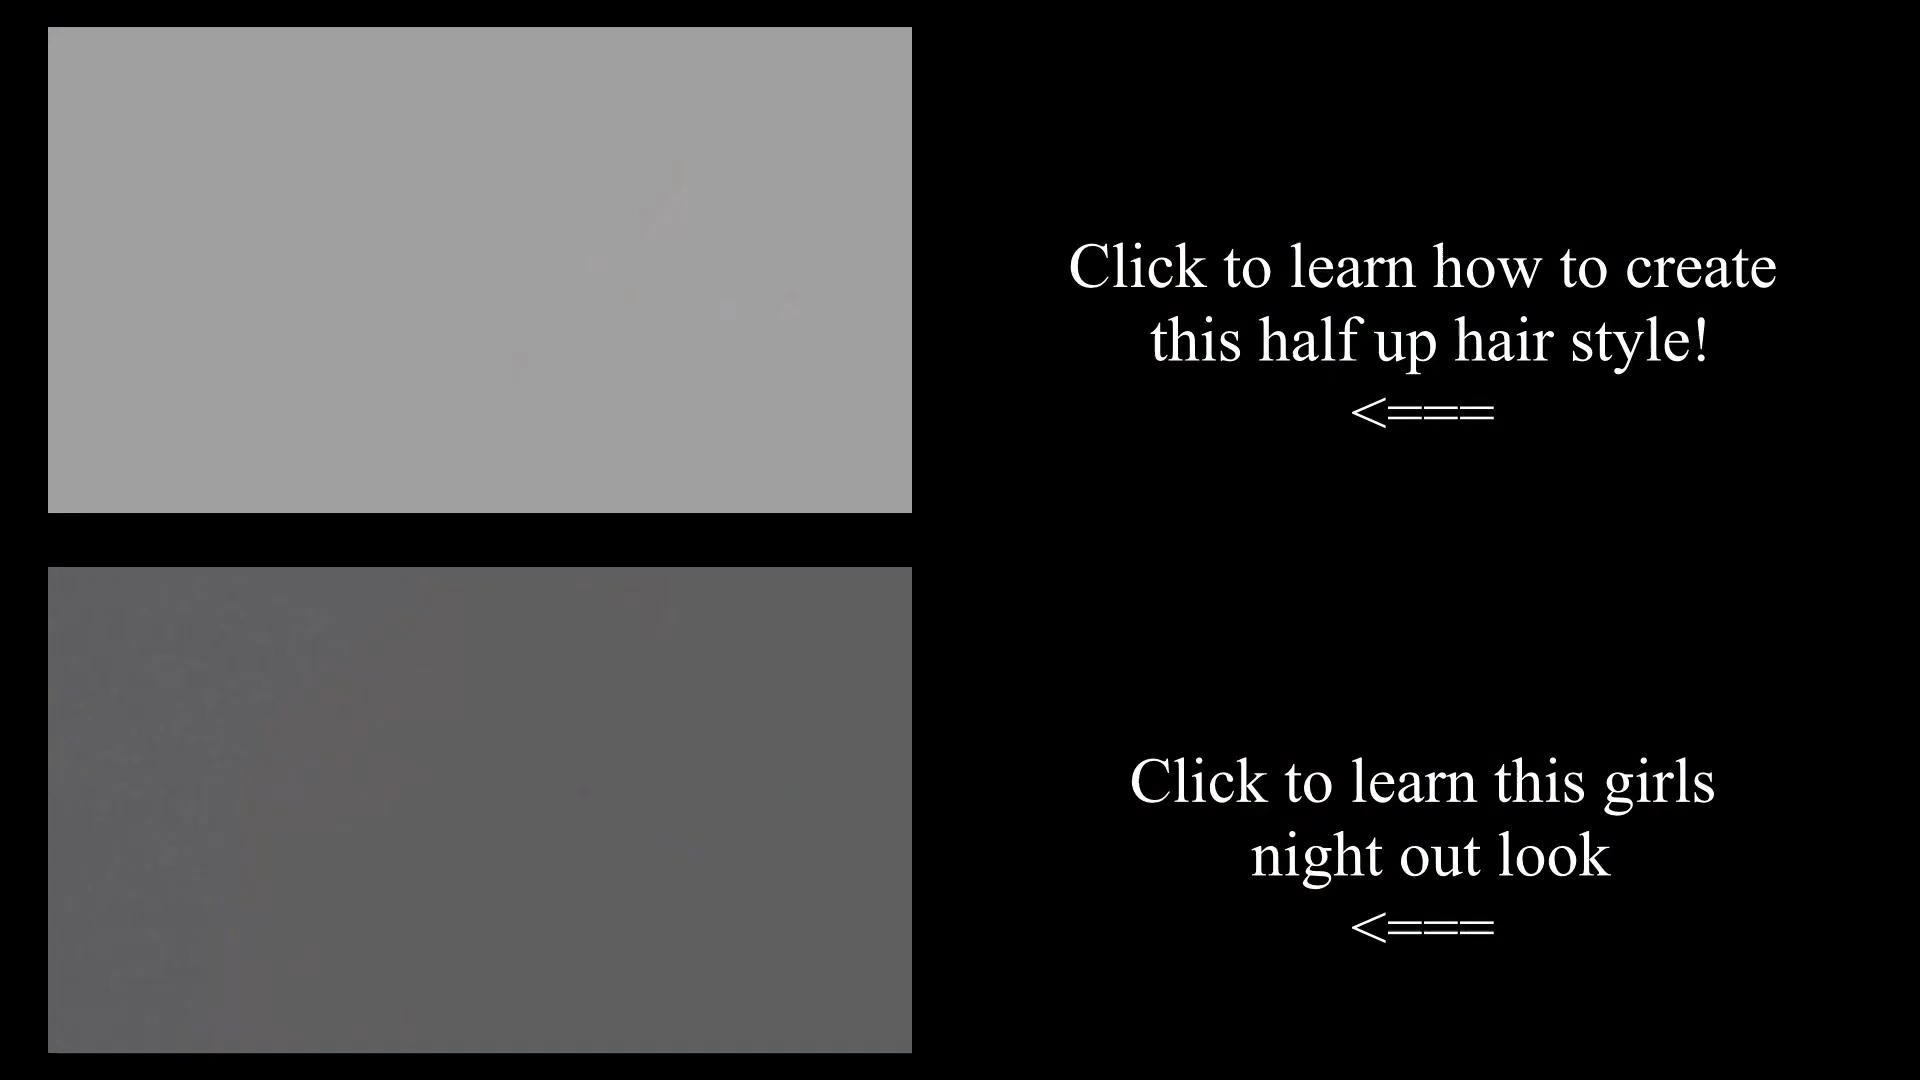 Click to learn how to create
this half up hair style!
<===
Click to learn this girls
night out look
<===